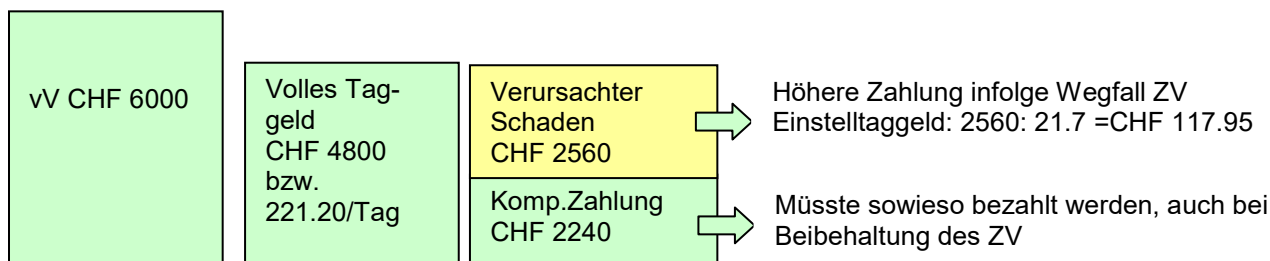 vV CHF 6000
Volles Tag-
geld
CHF 4800
bzw.
221.20/Tag
Verursachter
Schaden
CHF 2560
Komp.Zahlung
CHF 2240
Höhere Zahlung infolge Wegfall ZV
Einstelltaggeld: 2560: 21.7 =CHF 117.95
Müsste sowieso bezahlt werden, auch bei
Beibehaltung des ZV